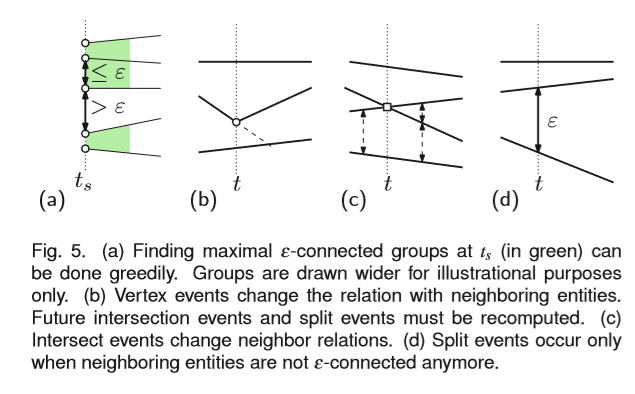 ≤ ε
> ε
ε
t_s
t
t
t
(a)
(b)
(c)
(d)
Fig. 5. (a) Finding maximal ε-connected groups at t_s (in green) can
be done greedily. Groups are drawn wider for illustrational purposes
only. (b) Vertex events change the relation with neighboring entities.
Future intersection events and split events must be recomputed. (c)
Intersect events change neighbor relations. (d) Split events occur only
when neighboring entities are not ε-connected anymore.